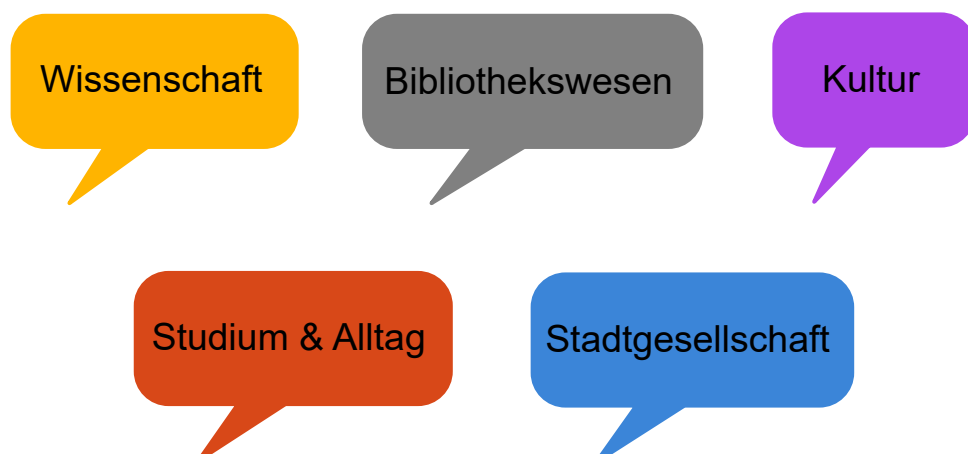 Wissenschaft
Bibliothekswesen
Kultur
Studium & Alltag
Stadtgesellschaft